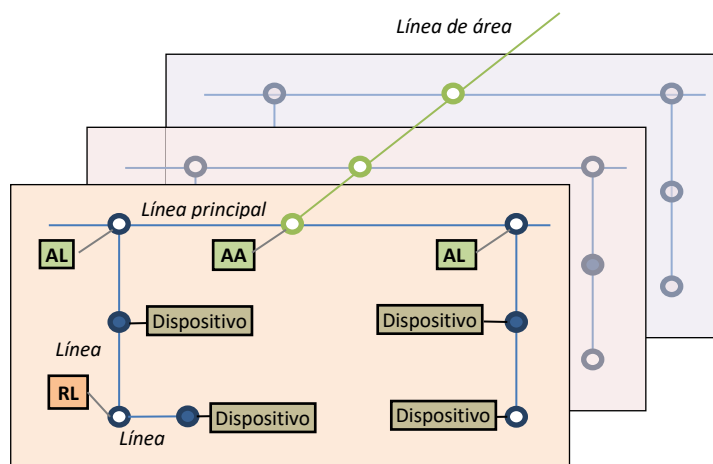 Línea de área
Línea principal
AL
AA
AL
Dispositivo
Dispositivo
Línea
RL
Dispositivo
Dispositivo
Línea